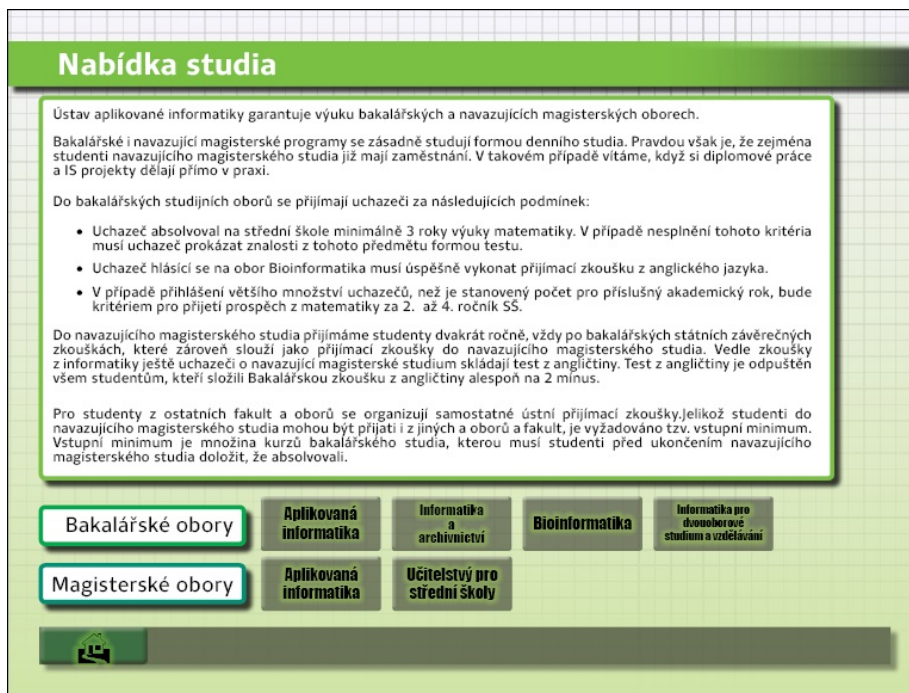 Nabídka studia
Ústav aplikované informatiky garantuje výuku bakalářských a navazujících magisterských oborech.
Bakalářské i navazující magisterské programy se zásadně studují formou denního studia. Pravdou však je, že zejména
studenti navazujícího magisterského studia již mají zaměstnání. V takovém případě vítáme, když si diplomové práce
a IS projekty dělají přímo v praxi.
Do bakalářských studijních oborů se přijímají uchazeči za následujících podmínek:
• Uchazeč absolvoval na střední škole minimálně 3 roky výuky matematiky. V případě nesplnění tohoto kritéria
musí uchazeč prokázat znalosti z tohoto předmětu formou testu.
• Uchazeč hlásící se na obor Bioinformatika musí úspěšně vykonat přijímací zkoušku z anglického jazyka.
• V případě přihlášení většího množství uchazečů, než je stanovený počet pro příslušný akademický rok, bude
kritériem pro přijetí prospěch z matematiky za 2. až 4. ročník SŠ.
Do navazujícího magisterského studia přijímáme studenty dvakrát ročně, vždy po bakalářských státních závěrečných
zkouškách, které zároveň slouží jako přijímací zkoušky do navazujícího magisterského studia. Vedle zkoušky
z informatiky ještě uchazeči o navazující magisterské studium skládají test z angličtiny. Test z angličtiny je odpuštěn
všem studentům, kteří složili Bakalářskou zkoušku z angličtiny alespoň na 2 mínus.
Pro studenty z ostatních fakult a oborů se organizují samostatné ústní přijímací zkoušky.Jelikož studenti do
navazujícího magisterského studia mohou být přijati i z jiných a oborů a fakult, je vyžadováno tzv. vstupní minimum.
Vstupní minimum je množina kurzů bakalářského studia, kterou musí studenti před ukončením navazujícího
magisterského studia doložit, že absolvovali.
Bakalářské obory
Aplikovaná
informatika
Informatika
a
archivnictví
Bioinformatika
Informatika pro
dvouoborové
studium a vzdělávání
Magisterské obory
Aplikovaná
informatika
Učitelství pro
střední školy